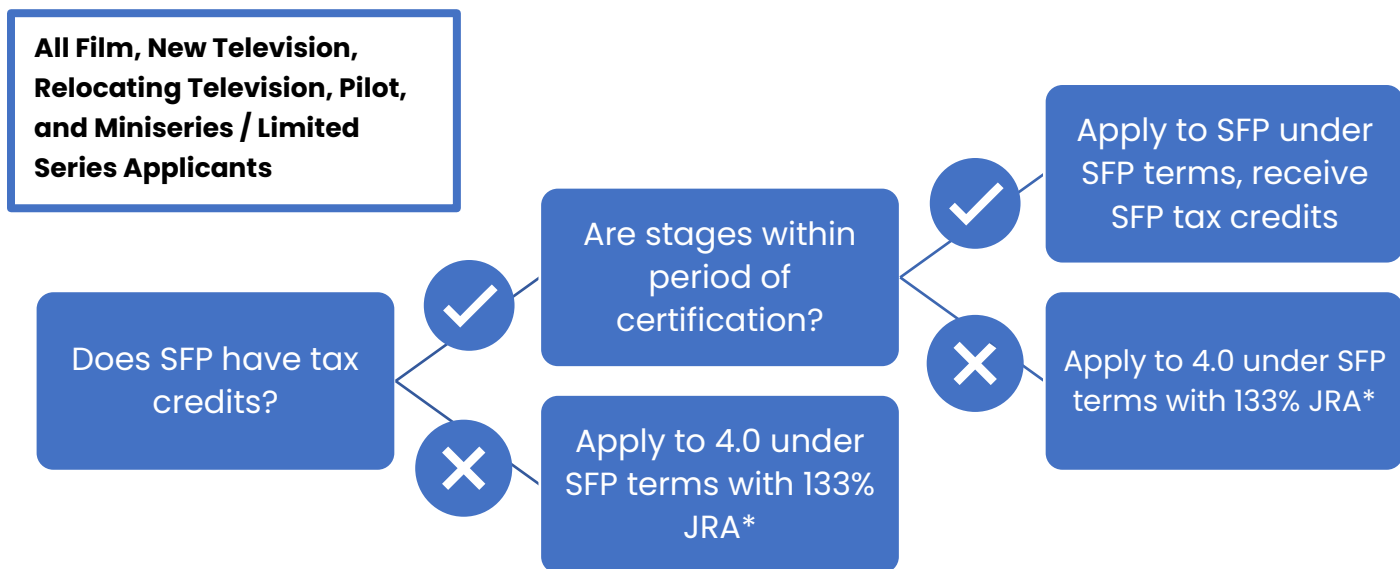 All Film, New Television,
Relocating Television, Pilot,
and Miniseries / Limited
Series Applicants
Does SFP have tax
credits?
Are stages within
period of
certification?
Apply to 4.0 under
SFP terms with 133%
JRA*
Apply to SFP under
SFP terms, receive
SFP tax credits
Apply to 4.0 under SFP
terms with 133% JRA*